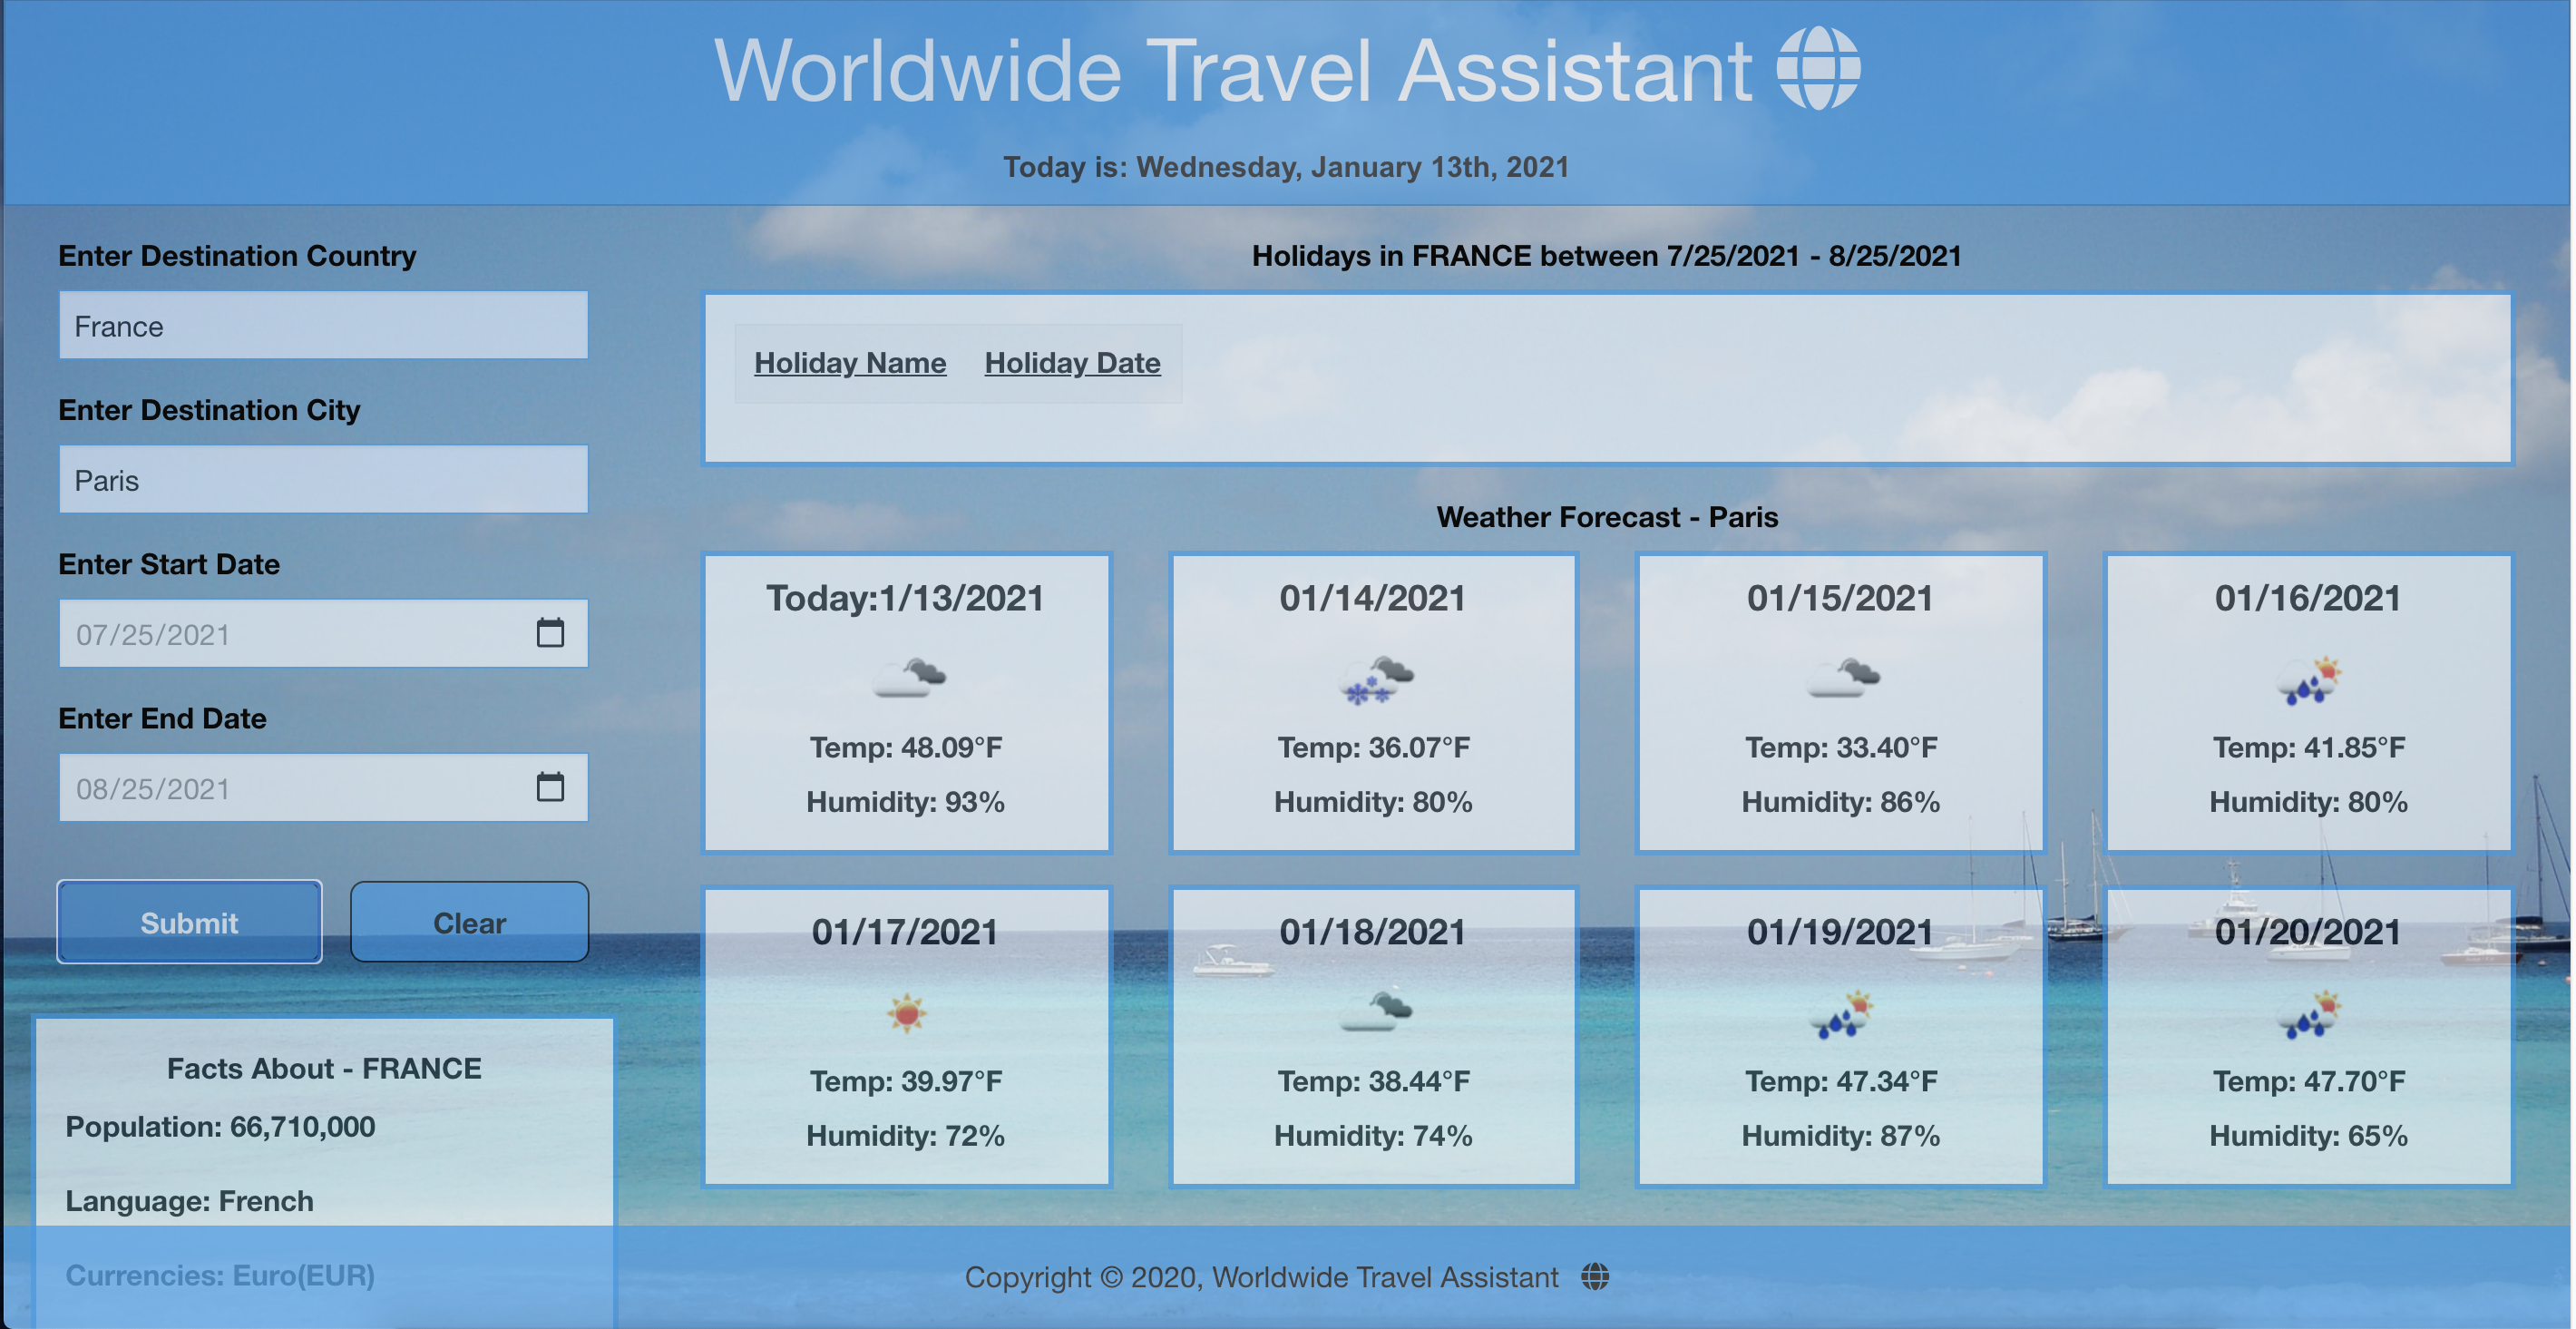 Worldwide Travel Assistant
Today is: Wednesday, January 13th, 2021
Enter Destination Country
France
Enter Destination City
Paris
Enter Start Date
07/25/2021
Enter End Date
08/25/2021
Submit
Clear
Facts About - FRANCE
Population: 66,710,000
Language: French
Currencies: Euro(EUR)
Holidays in FRANCE between 7/25/2021 - 8/25/2021
Holiday Name Holiday Date
Weather Forecast - Paris
Today:1/13/2021
Temp: 48.09°F
Humidity: 93%
01/14/2021
Temp: 36.07°F
Humidity: 80%
01/15/2021
Temp: 33.40°F
Humidity: 86%
01/16/2021
Temp: 41.85°F
Humidity: 80%
01/17/2021
Temp: 39.97°F
Humidity: 72%
01/18/2021
Temp: 38.44°F
Humidity: 74%
01/19/2021
Temp: 47.34°F
Humidity: 87%
01/20/2021
Temp: 47.70°F
Humidity: 65%
Copyright © 2020, Worldwide Travel Assistant